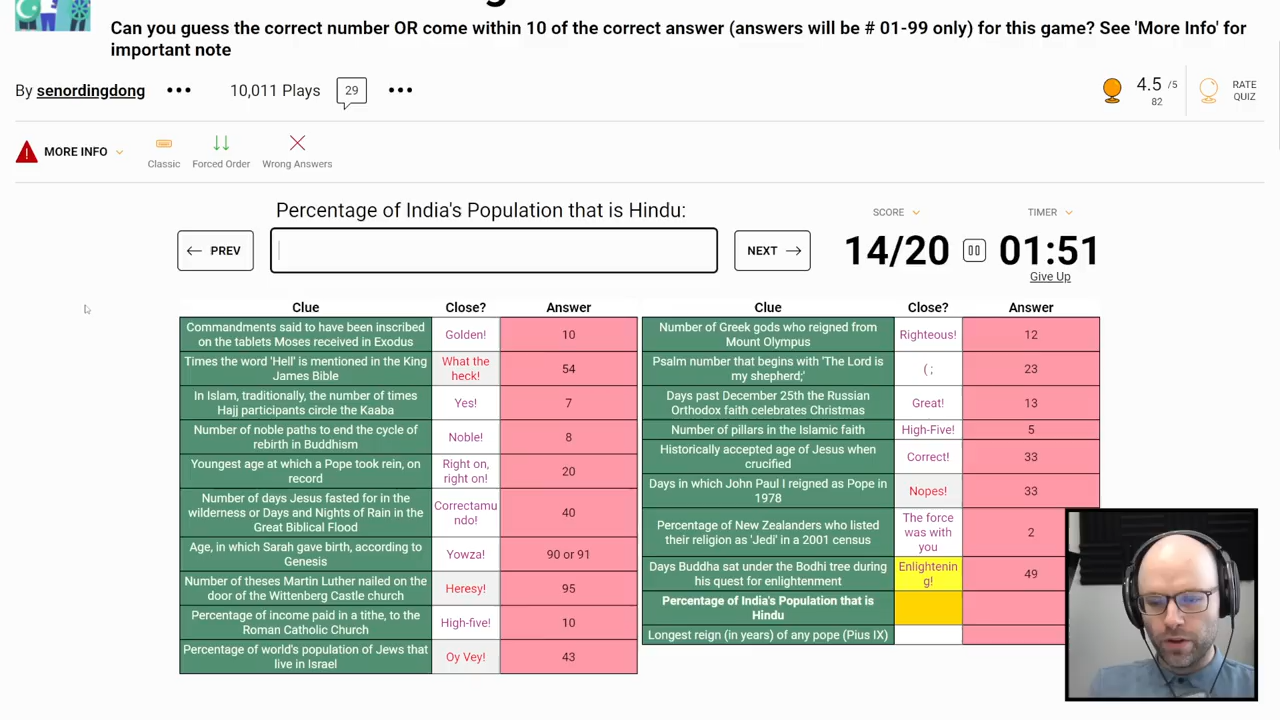 Can you guess the correct number OR come within 10 of the correct answer (answers will be # 01-99 only) for this game? See 'More Info' for
important note
By senordingdong
10,011 Plays
29
4.5 /5
82
RATE
QUIZ
MORE INFO
Classic
Forced Order
Wrong Answers
Percentage of India's Population that is Hindu:
SCORE
TIMER
← PREV
NEXT →
14/20
01:51
Give Up
Clue
Close?
Answer
Commandments said to have been inscribed
on the tablets Moses received in Exodus
Golden!
10
Times the word 'Hell' is mentioned in the King
James Bible
What the
heck!
54
In Islam, traditionally, the number of times
Hajj participants circle the Kaaba
Yes!
7
Number of noble paths to end the cycle of
rebirth in Buddhism
Noble!
8
Youngest age at which a Pope took rein, on
record
Right on,
right on!
20
Number of days Jesus fasted for in the
wilderness or Days and Nights of Rain in the
Great Biblical Flood
Correctamu
ndo!
40
Age, in which Sarah gave birth, according to
Genesis
Yowza!
90 or 91
Number of theses Martin Luther nailed on the
door of the Wittenberg Castle church
Heresy!
95
Percentage of income paid in a tithe, to the
Roman Catholic Church
High-five!
10
Percentage of world's population of Jews that
live in Israel
Oy Vey!
43
Clue
Close?
Answer
Number of Greek gods who reigned from
Mount Olympus
Righteous!
12
Psalm number that begins with 'The Lord is
my shepherd;'
( ;
23
Days past December 25th the Russian
Orthodox faith celebrates Christmas
Great!
13
Number of pillars in the Islamic faith
High-Five!
5
Historically accepted age of Jesus when
crucified
Correct!
33
Days in which John Paul I reigned as Pope in
1978
Nopes!
33
Percentage of New Zealanders who listed
their religion as 'Jedi' in a 2001 census
The force
was with
you
2
Days Buddha sat under the Bodhi tree during
his quest for enlightenment
Enlightenin
g!
49
Percentage of India's Population that is
Hindu
Longest reign (in years) of any pope (Pius IX)